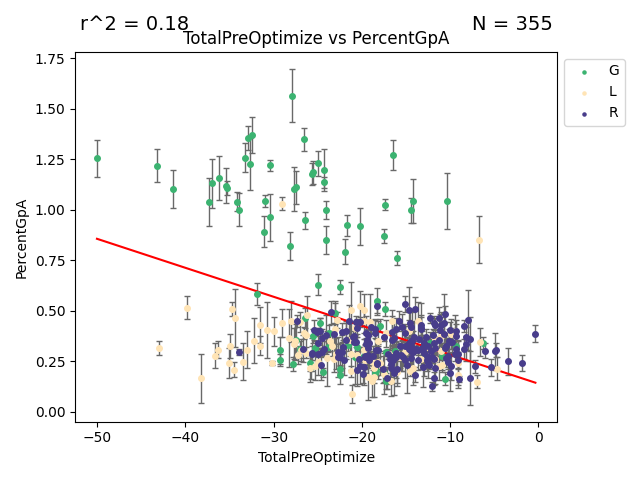 r^2 = 0.18
N = 355
TotalPreOptimize vs PercentGpA
1.75
1.50
1.25
1.00
0.75
0.50
0.25
0.00
PercentGpA
−50
−40
−30
−20
−10
0
TotalPreOptimize
G
L
R